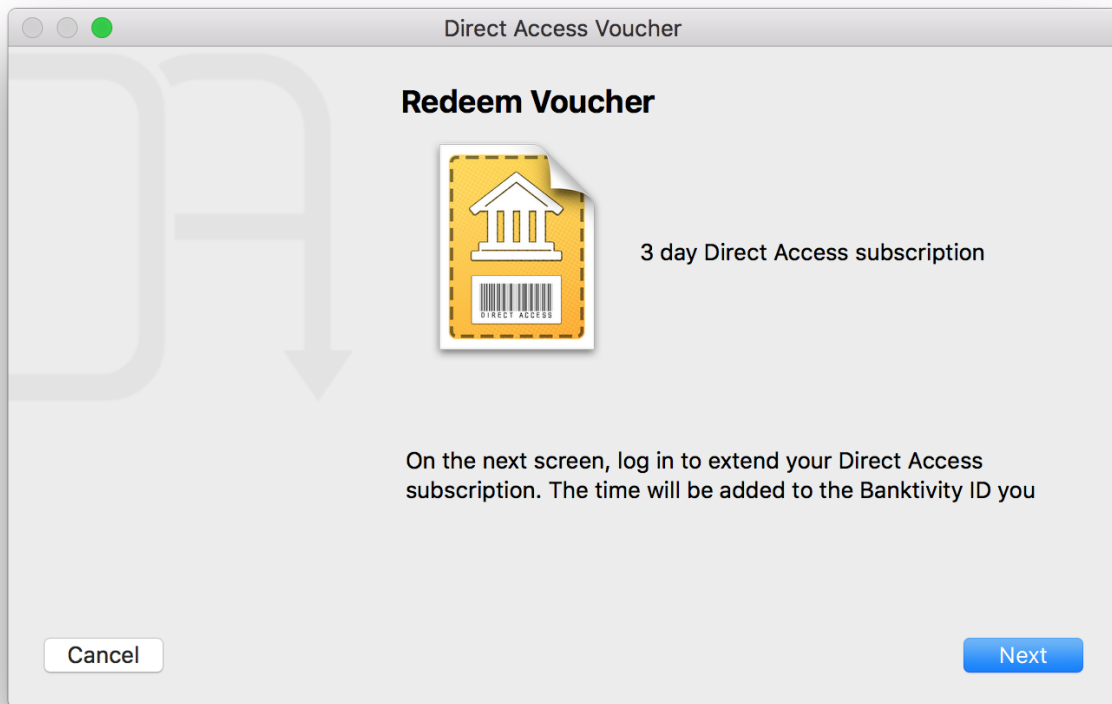 Direct Access Voucher
Redeem Voucher
DIRECT ACCESS
3 day Direct Access subscription
On the next screen, log in to extend your Direct Access
subscription. The time will be added to the Banktivity ID you
Cancel
Next